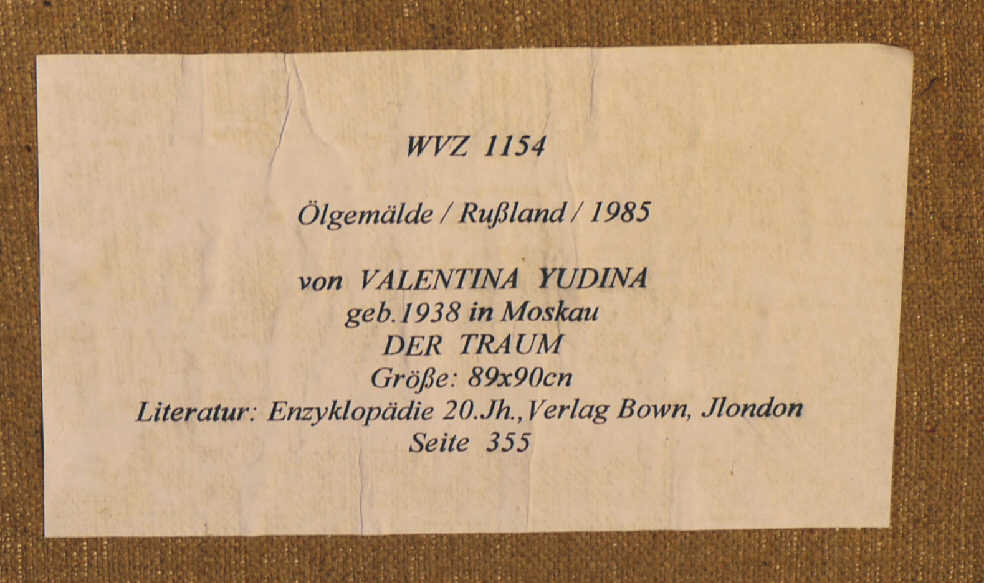 WVZ 1154
Ölgemälde / Rußland / 1985
von VALENTINA YUDINA
geb.1938 in Moskau
DER TRAUM
Größe: 89x90cn
Literatur: Enzyklopädie 20.Jh.,Verlag Bown, Jlondon
Seite 355